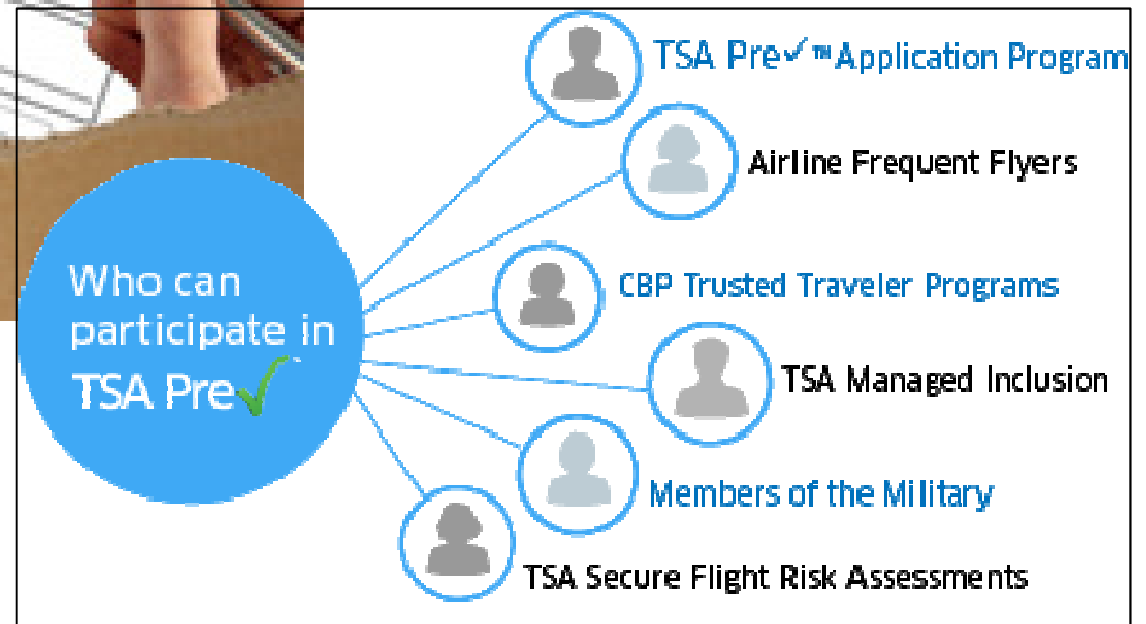 TSA Pre✓™ Application Program
Airline Frequent Flyers
Who can
participate in
TSA Pre✓™
CBP Trusted Traveler Programs
TSA Managed Inclusion
Members of the Military
TSA Secure Flight Risk Assessments